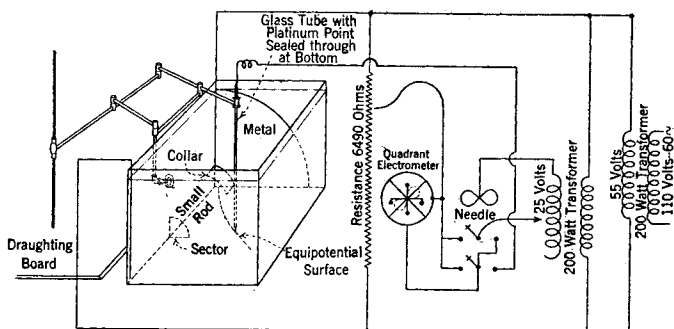 Glass Tube with
Platinum Point
Sealed through
at Bottom
Metal
Collar
Small
Rod
Sector
Draughting
Board
Equipotential
Surface
Resistance 6490 Ohms
Quadrant
Electrometer
Needle
25 Volts
200 Watt Transformer
55 Volts
200 Watt Transformer
110 Volts-60~